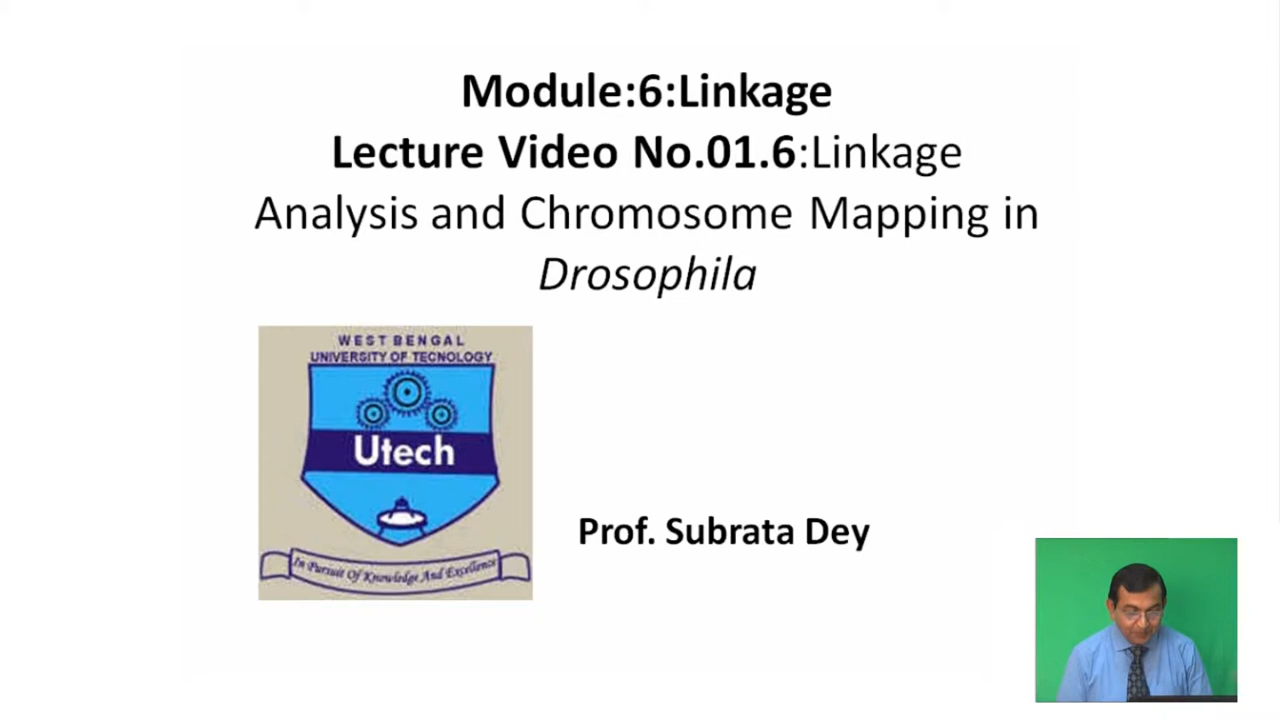 Module:6:Linkage
Lecture Video No.01.6:Linkage
Analysis and Chromosome Mapping in
Drosophila
WEST BENGAL
UNIVERSITY OF TECNOLOGY
Utech
In Pursuit Of Knowledge And Excellence
Prof. Subrata Dey